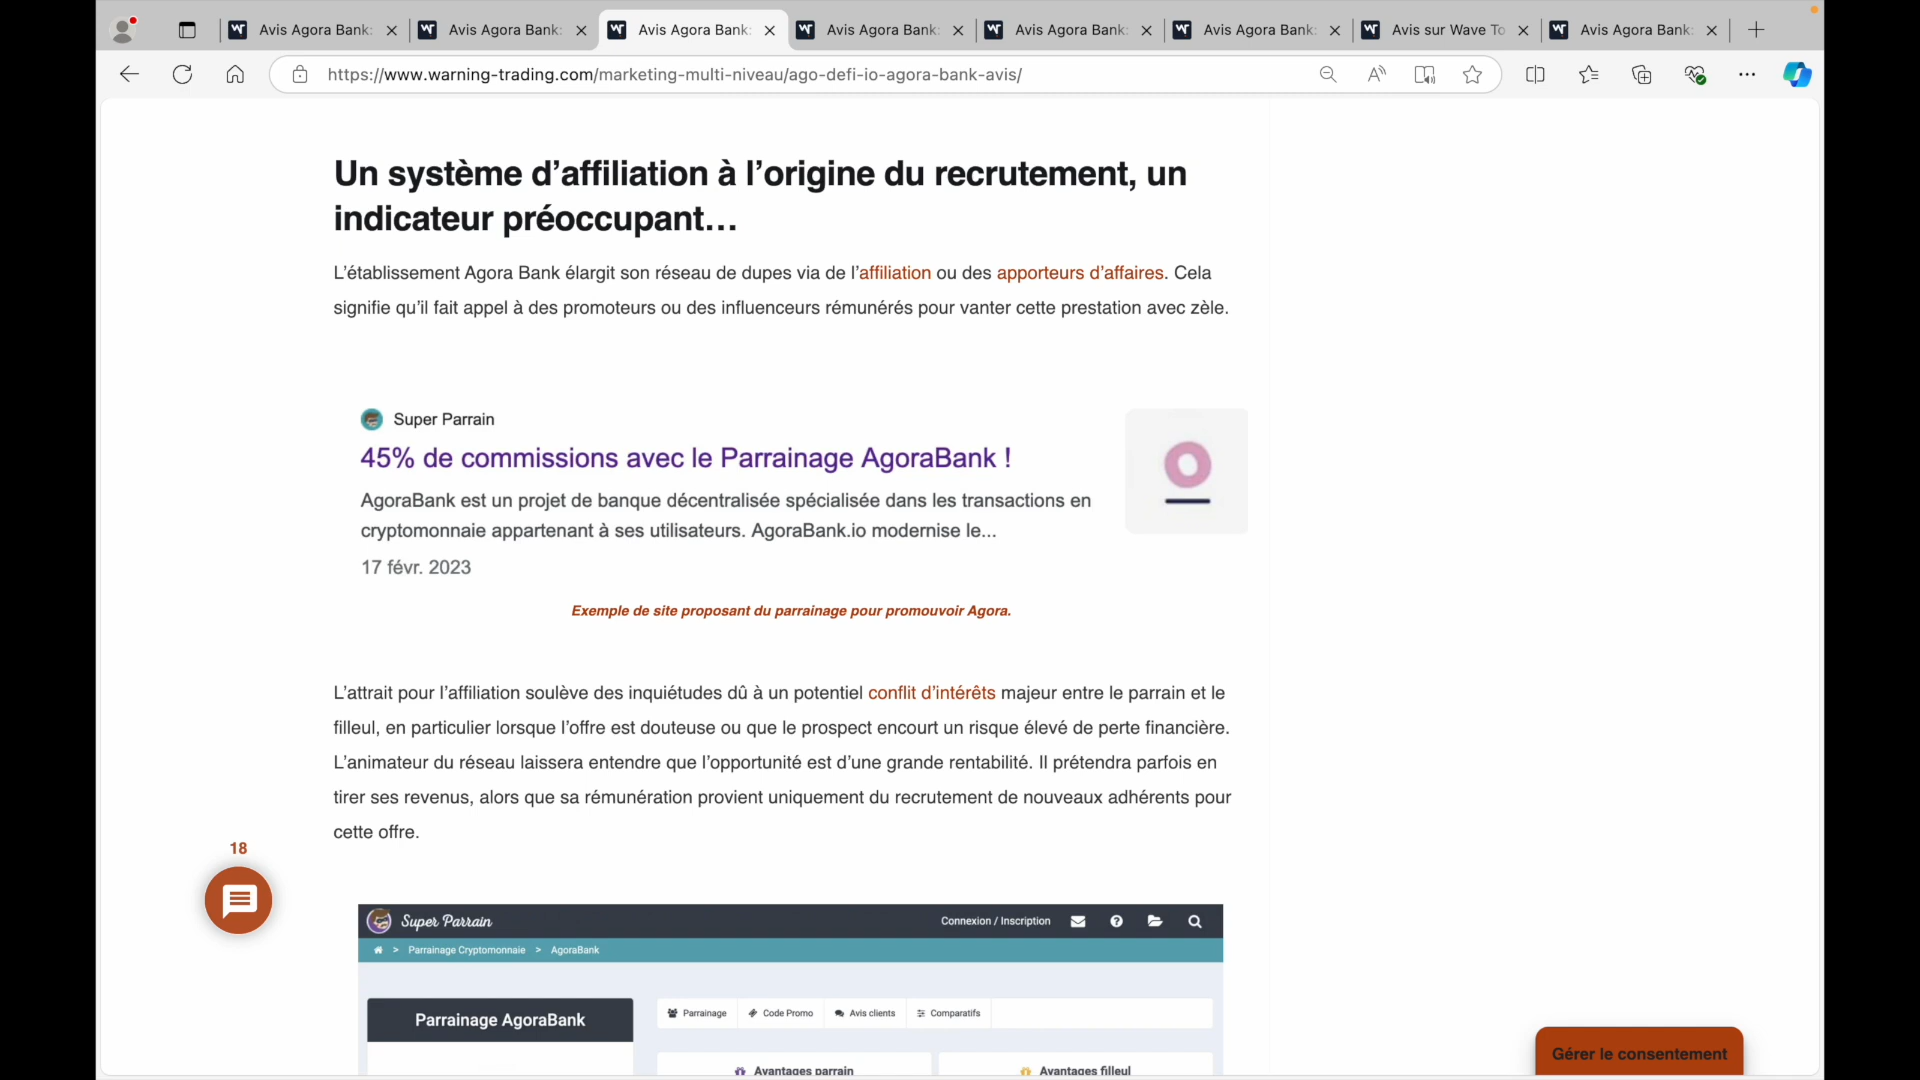 Avis Agora Bank:
Avis Agora Bank:
Avis Agora Bank:
Avis Agora Bank:
Avis Agora Bank:
Avis Agora Bank:
Avis sur Wave To
Avis Agora Bank:
https://www.warning-trading.com/marketing-multi-niveau/ago-defi-io-agora-bank-avis/
Un système d’affiliation à l’origine du recrutement, un
indicateur préoccupant…
L’établissement Agora Bank élargit son réseau de dupes via de l’affiliation ou des apporteurs d’affaires. Cela
signifie qu’il fait appel à des promoteurs ou des influenceurs rémunérés pour vanter cette prestation avec zèle.
Super Parrain
45% de commissions avec le Parrainage AgoraBank !
AgoraBank est un projet de banque décentralisée spécialisée dans les transactions en
cryptomonnaie appartenant à ses utilisateurs. AgoraBank.io modernise le...
17 févr. 2023
Exemple de site proposant du parrainage pour promouvoir Agora.
L’attrait pour l’affiliation soulève des inquiétudes dû à un potentiel conflit d’intérêts majeur entre le parrain et le
filleul, en particulier lorsque l’offre est douteuse ou que le prospect encourt un risque élevé de perte financière.
L’animateur du réseau laissera entendre que l’opportunité est d’une grande rentabilité. Il prétendra parfois en
tirer ses revenus, alors que sa rémunération provient uniquement du recrutement de nouveaux adhérents pour
cette offre.
18
Super Parrain
Connexion / Inscription
> Parrainage Cryptomonnaie > AgoraBank
Parrainage AgoraBank
Parrainage
Code Promo
Avis clients
Comparatifs
Avantages parrain
Avantages filleul
Gérer le consentement